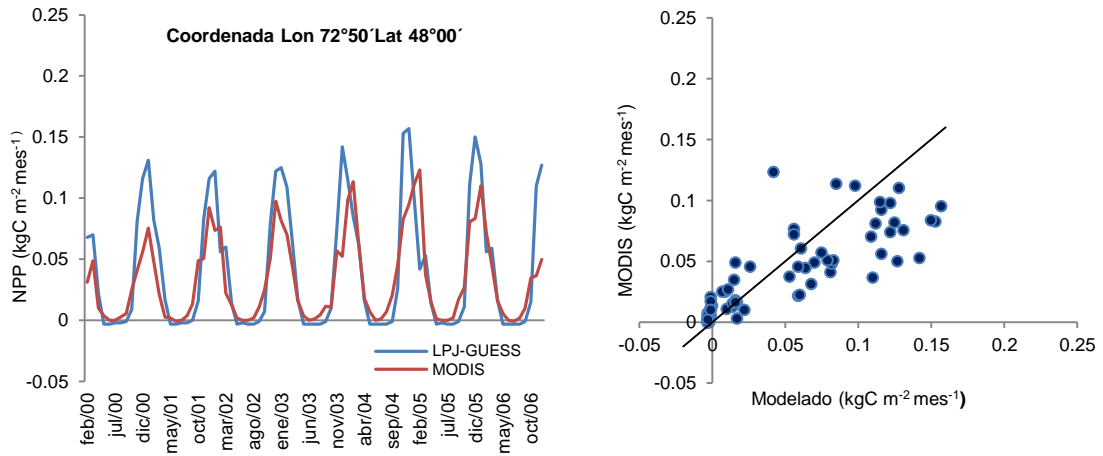 Coordenada Lon 72°50´Lat 48°00´
NPP (kgC m-2 mes-1)
0.25
0.2
0.15
0.1
0.05
0
-0.05
LPJ-GUESS
MODIS
feb/00
jul/00
dic/00
may/01
oct/01
mar/02
ago/02
ene/03
jun/03
nov/03
abr/04
sep/04
feb/05
jul/05
dic/05
may/06
oct/06
MODIS (kgC m-2 mes-1)
0.25
0.2
0.15
0.1
0.05
0
-0.05
-0.05
0
0.05
0.1
0.15
0.2
0.25
Modelado (kgC m-2 mes-1)